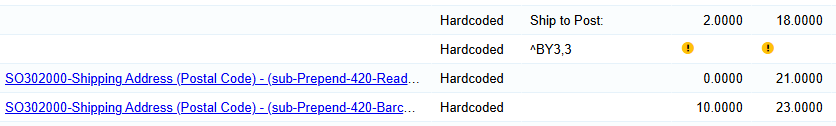 Hardcoded Ship to Post: 2.0000 18.0000
Hardcoded ^BY3,3
SO302000-Shipping Address (Postal Code) - (sub-Prepend-420-Read... Hardcoded 0.0000 21.0000
SO302000-Shipping Address (Postal Code) - (sub-Prepend-420-Barc... Hardcoded 10.0000 23.0000